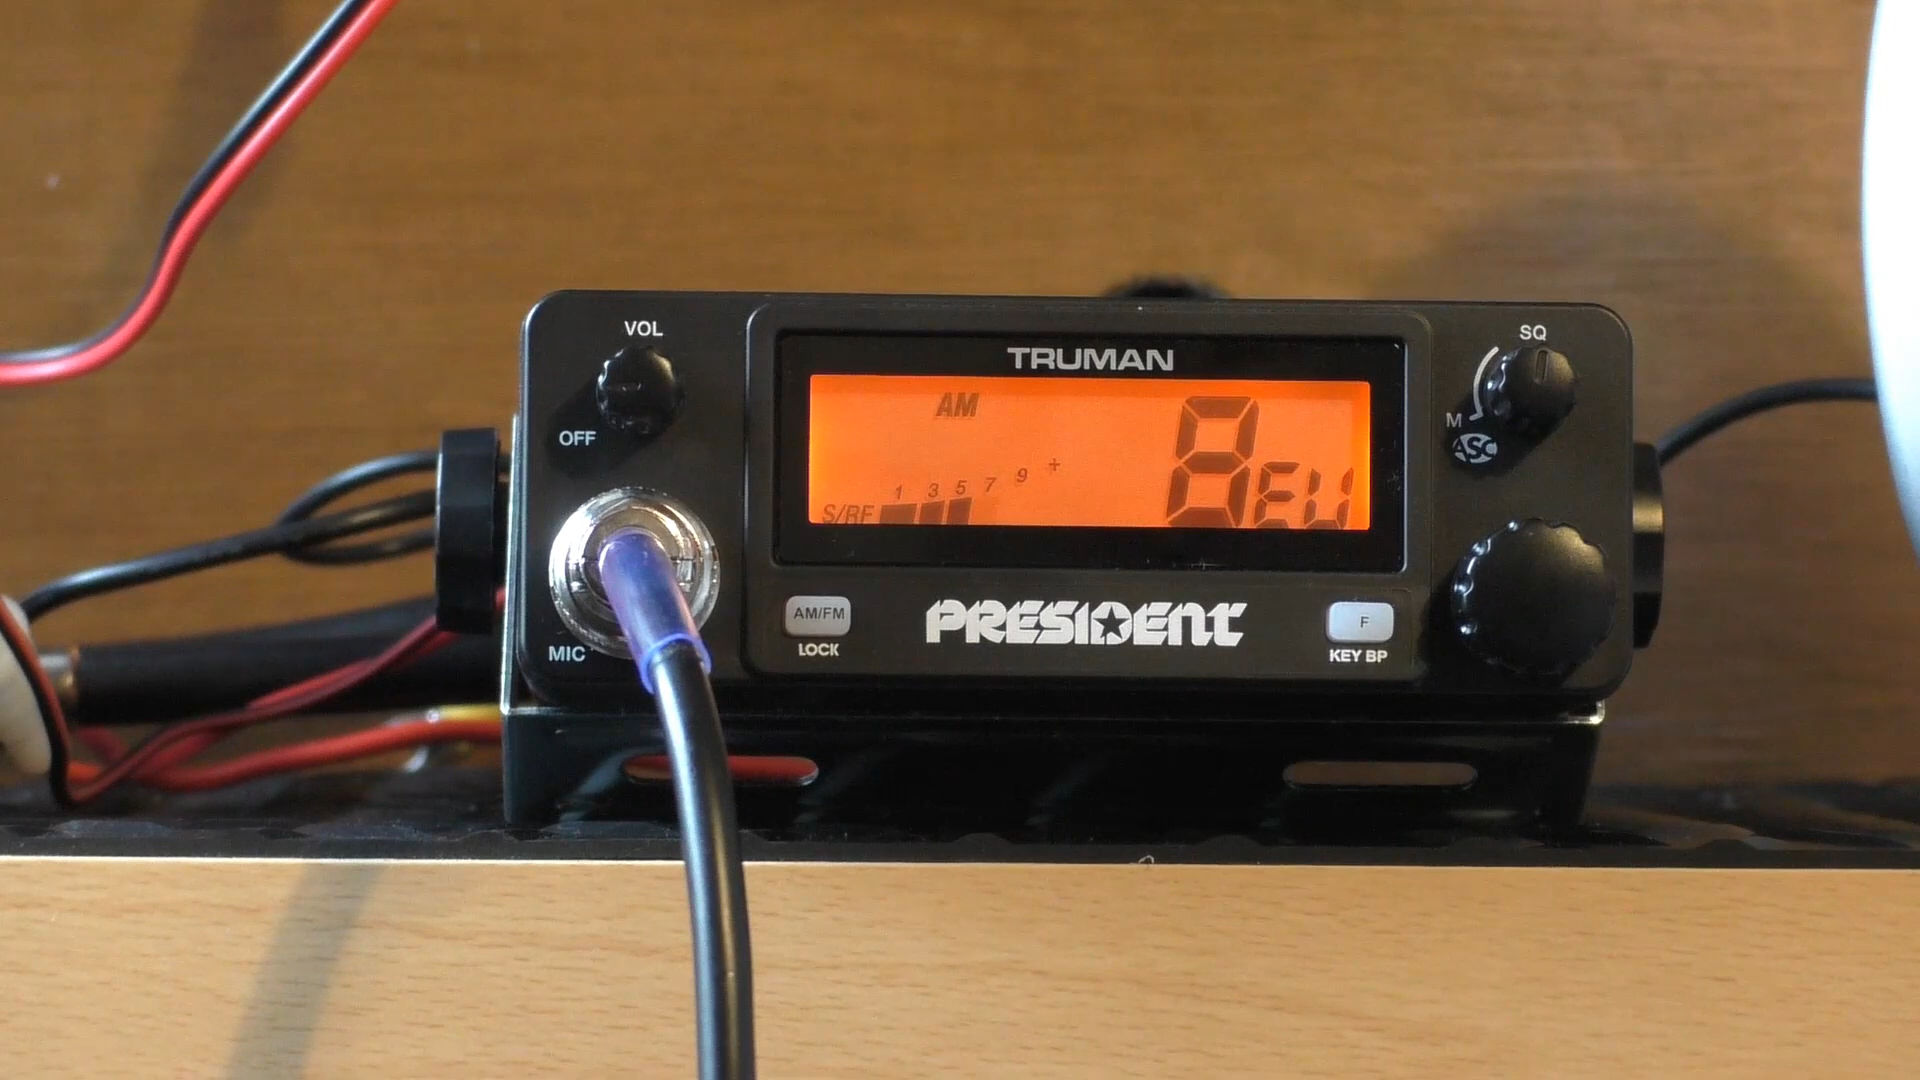 VOL
OFF
MIC
TRUMAN
AM
1 3 5 7 9 +
S/RF
8 EU
SQ
M
ASC
AM/FM
LOCK
PRESIDENT
F
KEY BP